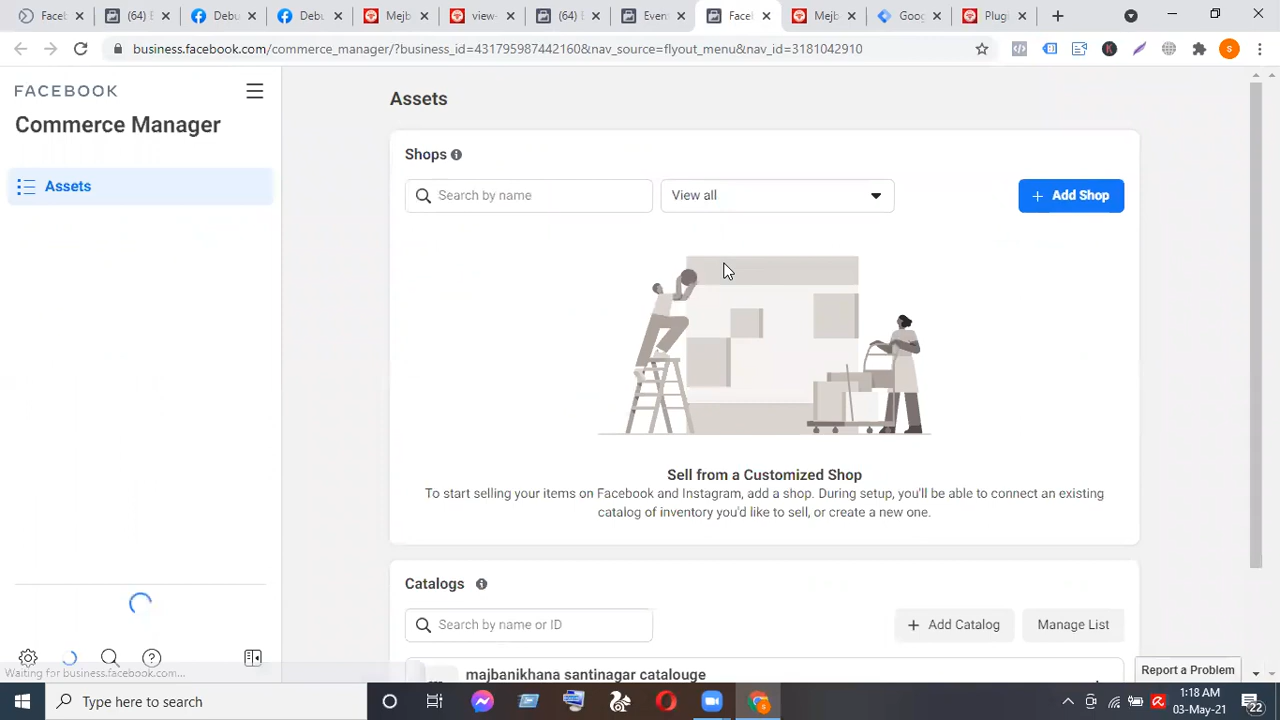 Faceb
(64) E
Debu
Debu
Mejb
view-
(64) E
Even
Facel
Mejb
Goog
Plugi
business.facebook.com/commerce_manager/?business_id=431795987442160&nav_source=flyout_menu&nav_id=3181042910
s
FACEBOOK
Commerce Manager
Assets
Assets
Shops
Search by name
View all
+ Add Shop
Sell from a Customized Shop
To start selling your items on Facebook and Instagram, add a shop. During setup, you'll be able to connect an existing
catalog of inventory you'd like to sell, or create a new one.
Catalogs
Search by name or ID
+ Add Catalog
Manage List
majbanikhana santinagar catalouge
Waiting for business.facebook.com...
Report a Problem
Type here to search
1:18 AM
03-May-21
22